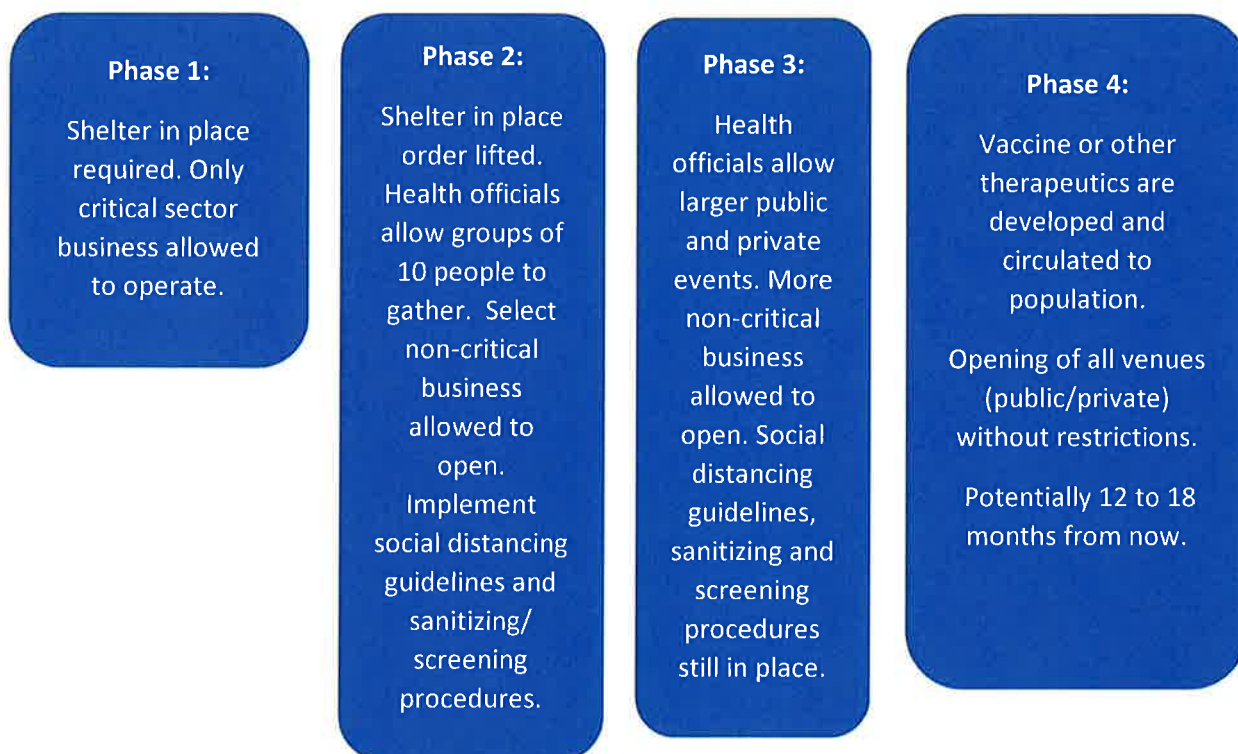 Phase 1:
Shelter in place
required. Only
critical sector
business allowed
to operate.
Phase 2:
Shelter in place
order lifted.
Health officials
allow groups of
10 people to
gather.  Select
non-critical
business
allowed to
open.
Implement
social distancing
guidelines and
sanitizing/
screening
procedures.
Phase 3:
Health
officials allow
larger public
and private
events. More
non-critical
business
allowed to
open. Social
distancing
guidelines,
sanitizing and
screening
procedures
still in place.
Phase 4:
Vaccine or other
therapeutics are
developed and
circulated to
population.
Opening of all venues
(public/private)
without restrictions.
Potentially 12 to 18
months from now.